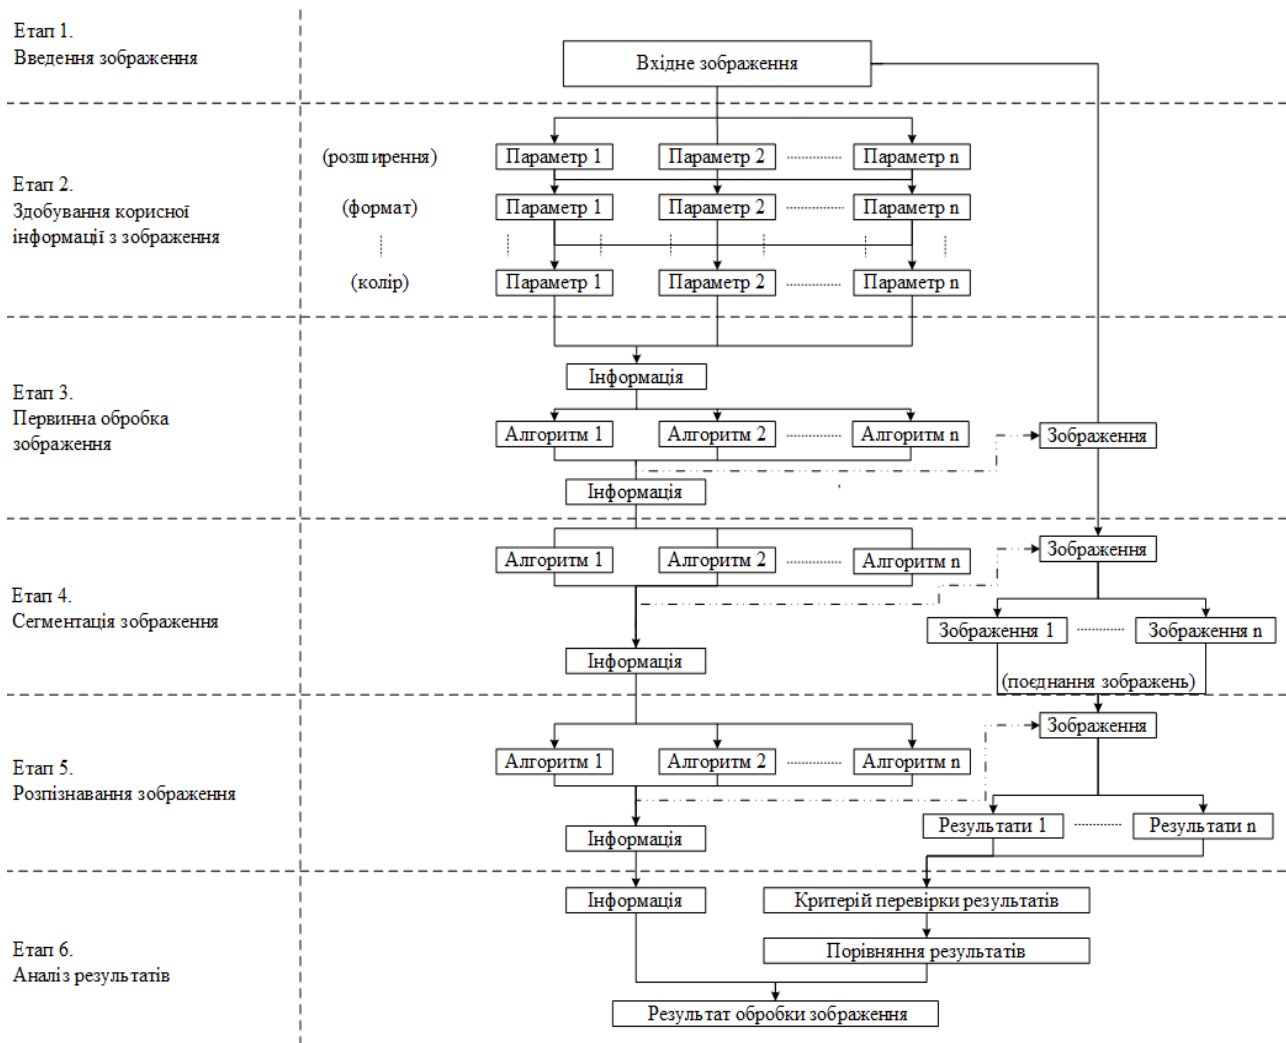 Етап 1.
Введення зображення
Вхідне зображення
Етап 2.
Здобування корисної
інформації з зображення
(розширення)
Параметр 1
Параметр 2
Параметр n
(формат)
Параметр 1
Параметр 2
Параметр n
(колір)
Параметр 1
Параметр 2
Параметр n
Етап 3.
Первинна обробка
зображення
Інформація
Алгоритм 1
Алгоритм 2
Алгоритм n
Зображення
Інформація
Етап 4.
Сегментація зображення
Алгоритм 1
Алгоритм 2
Алгоритм n
Зображення
Зображення 1
Зображення n
Інформація
(поєднання зображень)
Етап 5.
Розпізнавання зображення
Зображення
Алгоритм 1
Алгоритм 2
Алгоритм n
Результати 1
Результати n
Інформація
Етап 6.
Аналіз результатів
Інформація
Критерій перевірки результатів
Порівняння результатів
Результат обробки зображення